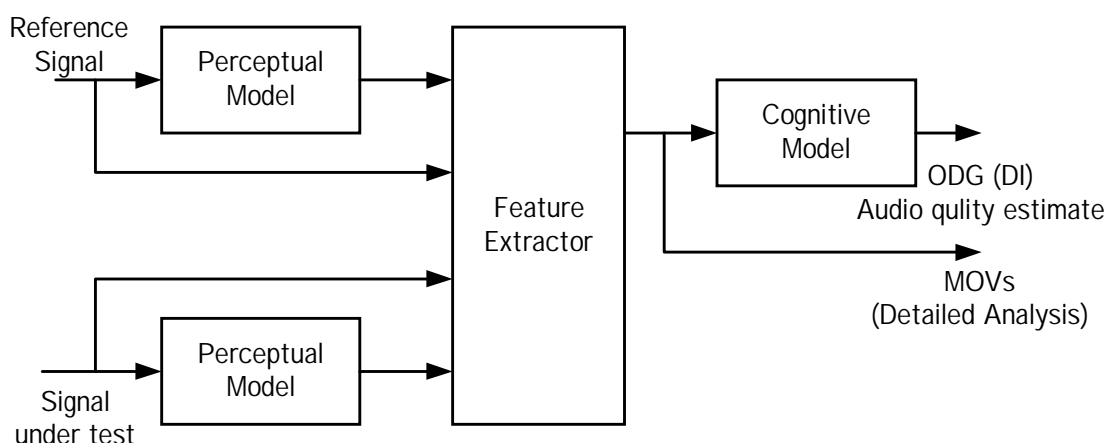 Reference
Signal
Perceptual
Model
Feature
Extractor
Cognitive
Model
ODG (DI)
Audio qulity estimate
MOVs
(Detailed Analysis)
Perceptual
Model
Signal
under test